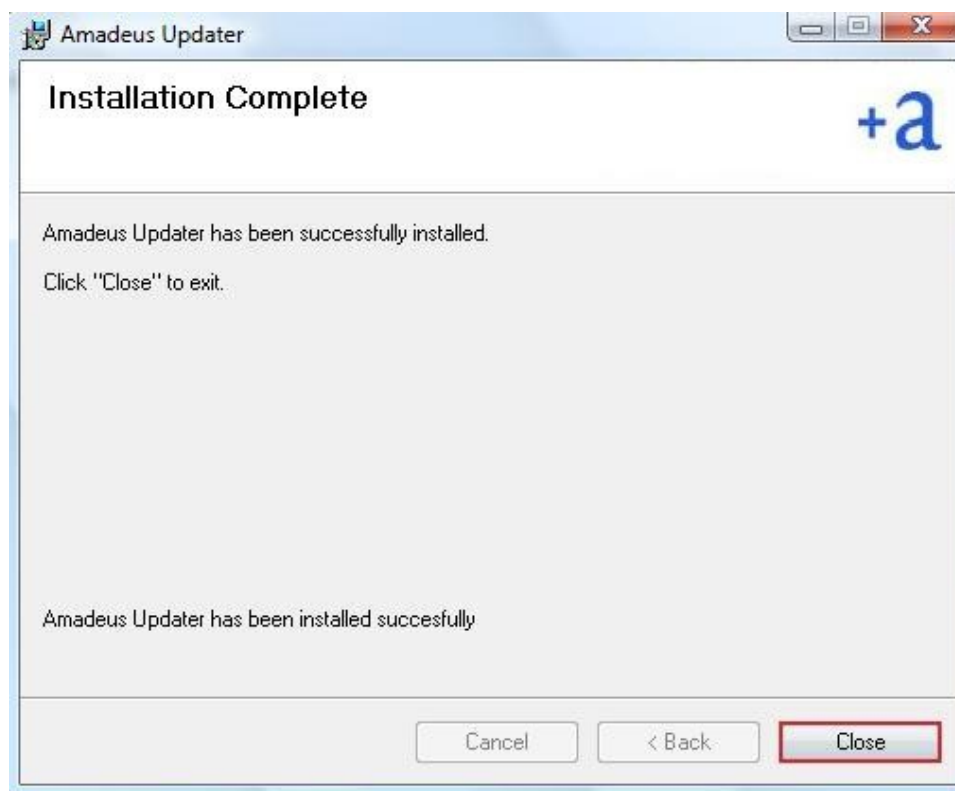 Amadeus Updater
Installation Complete
+a
Amadeus Updater has been successfully installed.
Click "Close" to exit.
Amadeus Updater has been installed succesfully
Cancel
< Back
Close